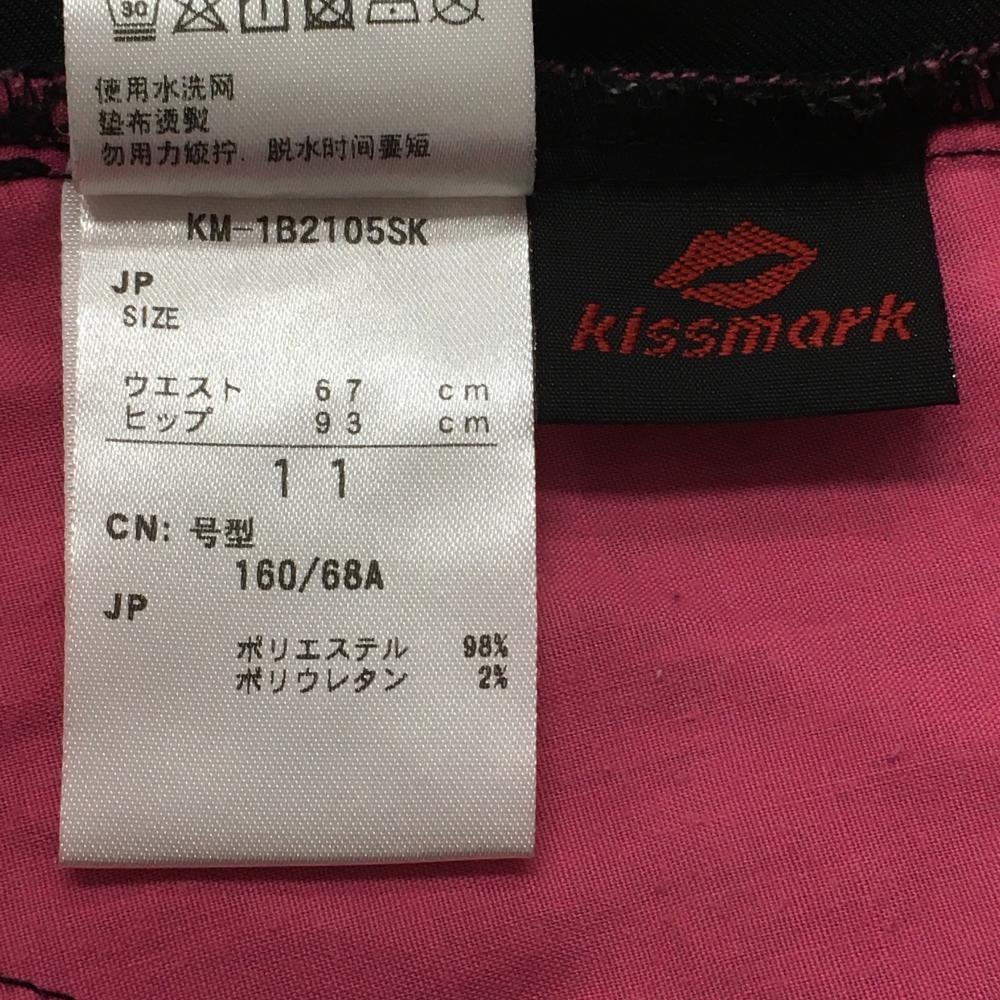 30
使用水洗网
垫布烫熨
勿用力绞拧. 脱水时间要短
KM-1B2105SK
JP
SIZE
ウエスト 67 cm
ヒップ 93 cm
11
CN: 号型
160/68A
JP
ポリエステル 98%
ポリウレタン 2%
kissmark